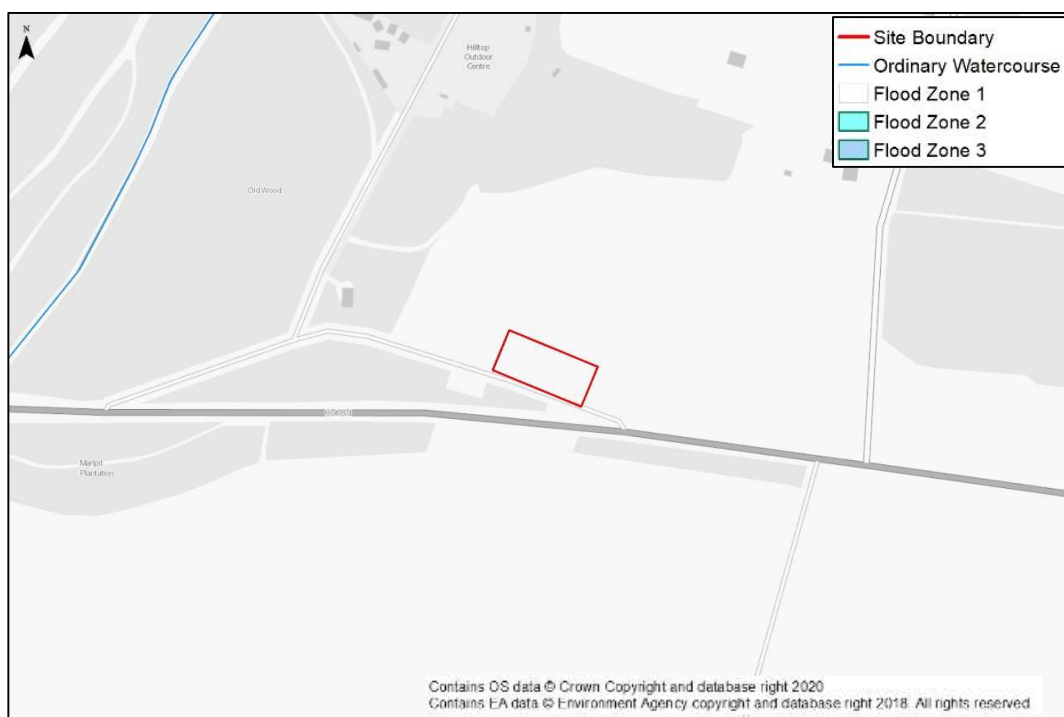 N
Hilltop
Outdoor
Centre
Site Boundary
Ordinary Watercourse
Flood Zone 1
Flood Zone 2
Flood Zone 3
Old Wood
Marlpit
Plantation
Contains OS data © Crown Copyright and database right 2020
Contains EA data © Environment Agency copyright and database right 2018. All rights reserved.